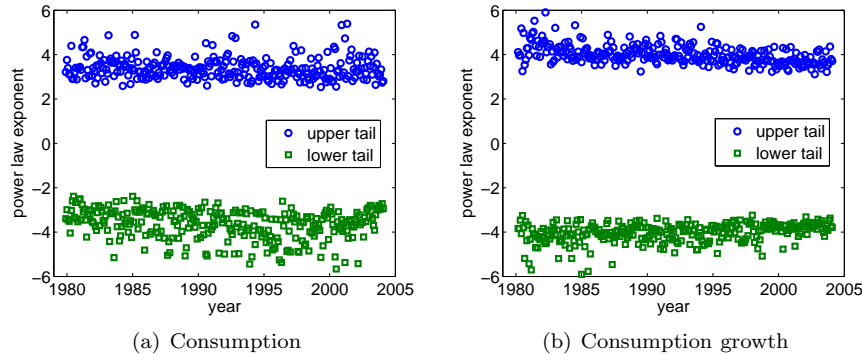 6
4
2
0
−2
−4
6
power law exponent
upper tail
lower tail
1980 1985 1990 1995 2000 2005
year
(a) Consumption
6
4
2
0
−2
−4
6
power law exponent
upper tail
lower tail
1980 1985 1990 1995 2000 2005
year
(b) Consumption growth